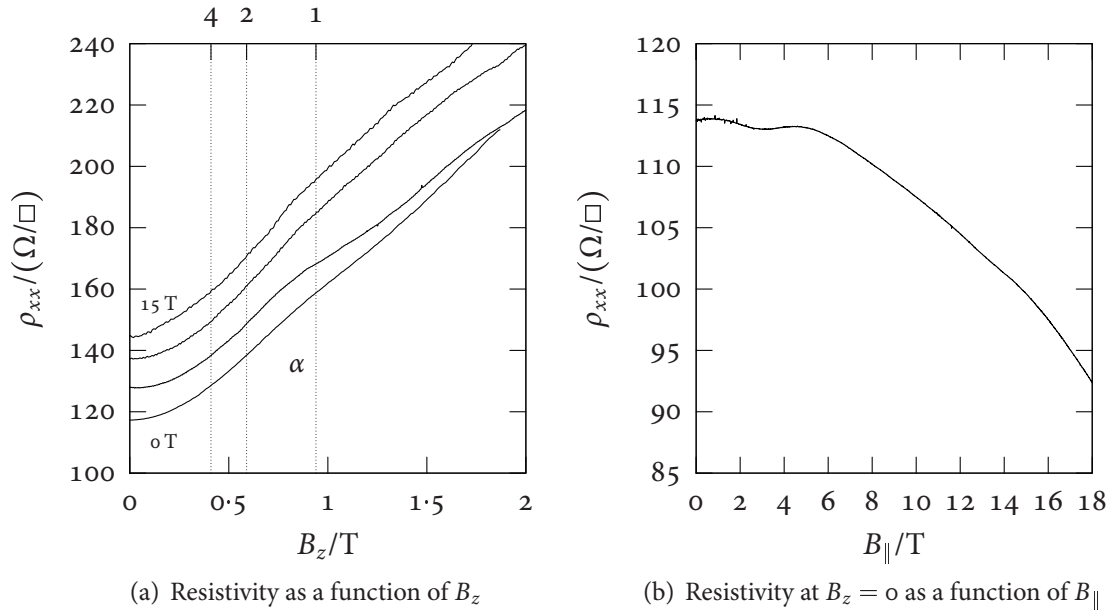 4 2 1
240
220
200
180
160
140
120
100
ρxx/(Ω/□)
15 T
α
0 T
0 0·5 1 1·5 2
Bz/T
(a) Resistivity as a function of Bz
120
115
110
105
100
95
90
85
ρxx/(Ω/□)
0 2 4 6 8 10 12 14 16 18
B∥/T
(b) Resistivity at Bz = 0 as a function of B∥